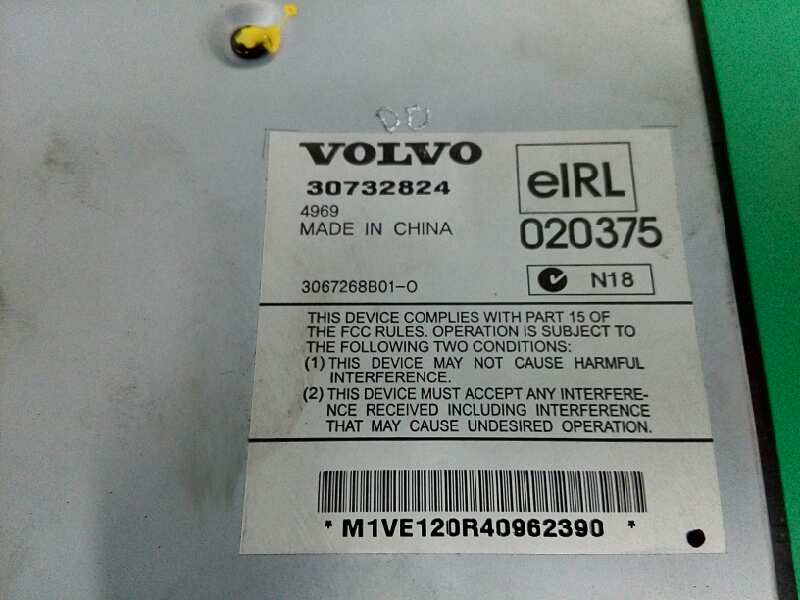 DD
VOLVO
30732824
4969
MADE IN CHINA
eIRL
020375
3067268B01-O
N18
THIS DEVICE COMPLIES WITH PART 15 OF
THE FCC RULES. OPERATION IS SUBJECT TO
THE FOLLOWING TWO CONDITIONS:
(1) THIS DEVICE MAY NOT CAUSE HARMFUL
INTERFERENCE.
(2) THIS DEVICE MUST ACCEPT ANY INTERFERE-
NCE RECEIVED INCLUDING INTERFERENCE
THAT MAY CAUSE UNDESIRED OPERATION.
* M1VE120R40962390 *